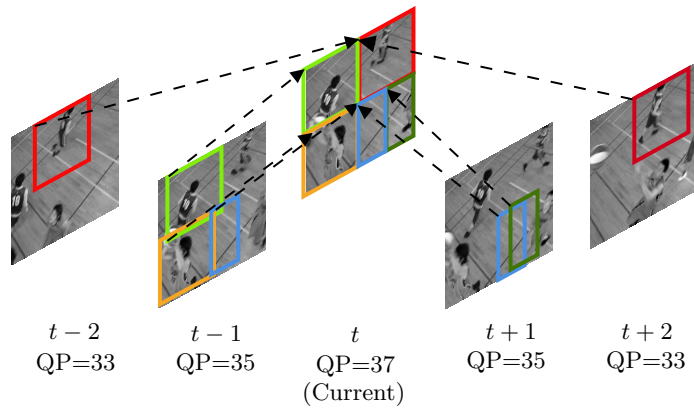 t − 2
QP=33
t − 1
QP=35
t
QP=37
(Current)
t + 1
QP=35
t + 2
QP=33